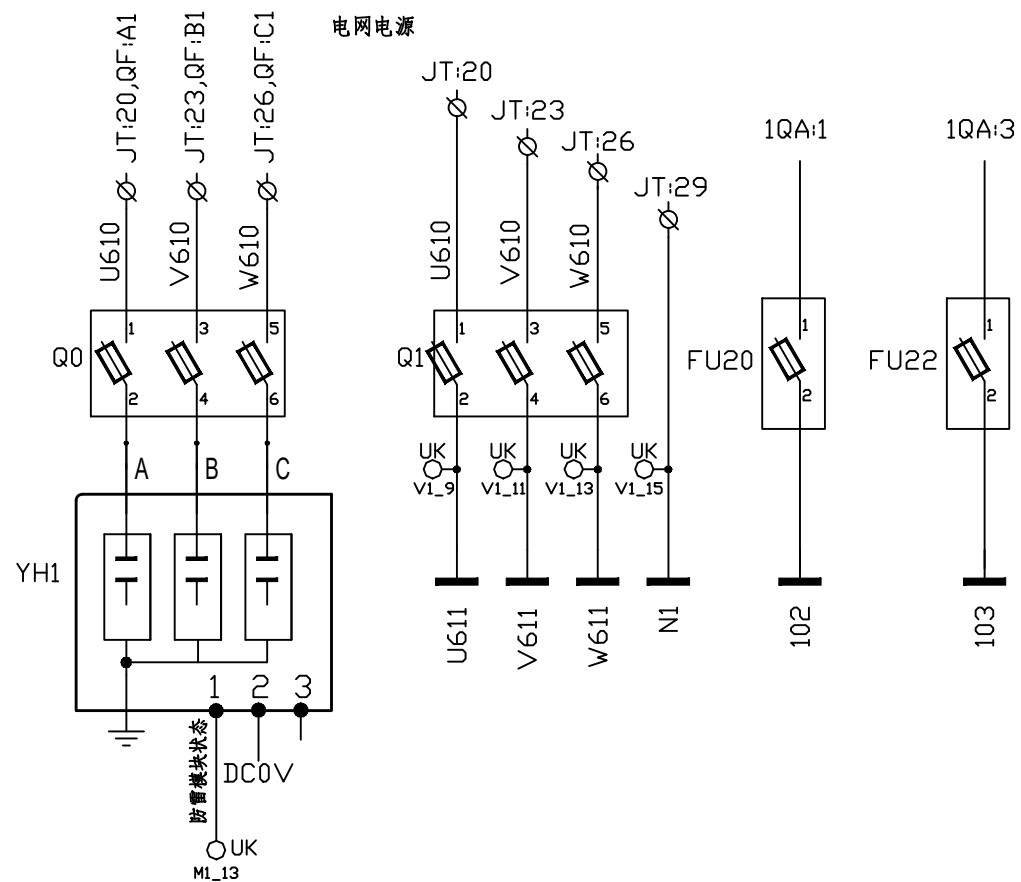 电网电源
JT:20,QF:A1
JT:23,QF:B1
JT:26,QF:C1
JT:20
JT:23
JT:26
JT:29
1QA:1
1QA:3
U610
V610
W610
U610
V610
W610
Q0
1
3
5
2
4
6
Q1
1
3
5
2
4
6
FU20
1
2
FU22
1
2
A
B
C
UK
V1_9
UK
V1_11
UK
V1_13
UK
V1_15
YH1
U611
V611
W611
N1
102
103
1
2
3
防雷模块状态
DC0V
UK
M1_13